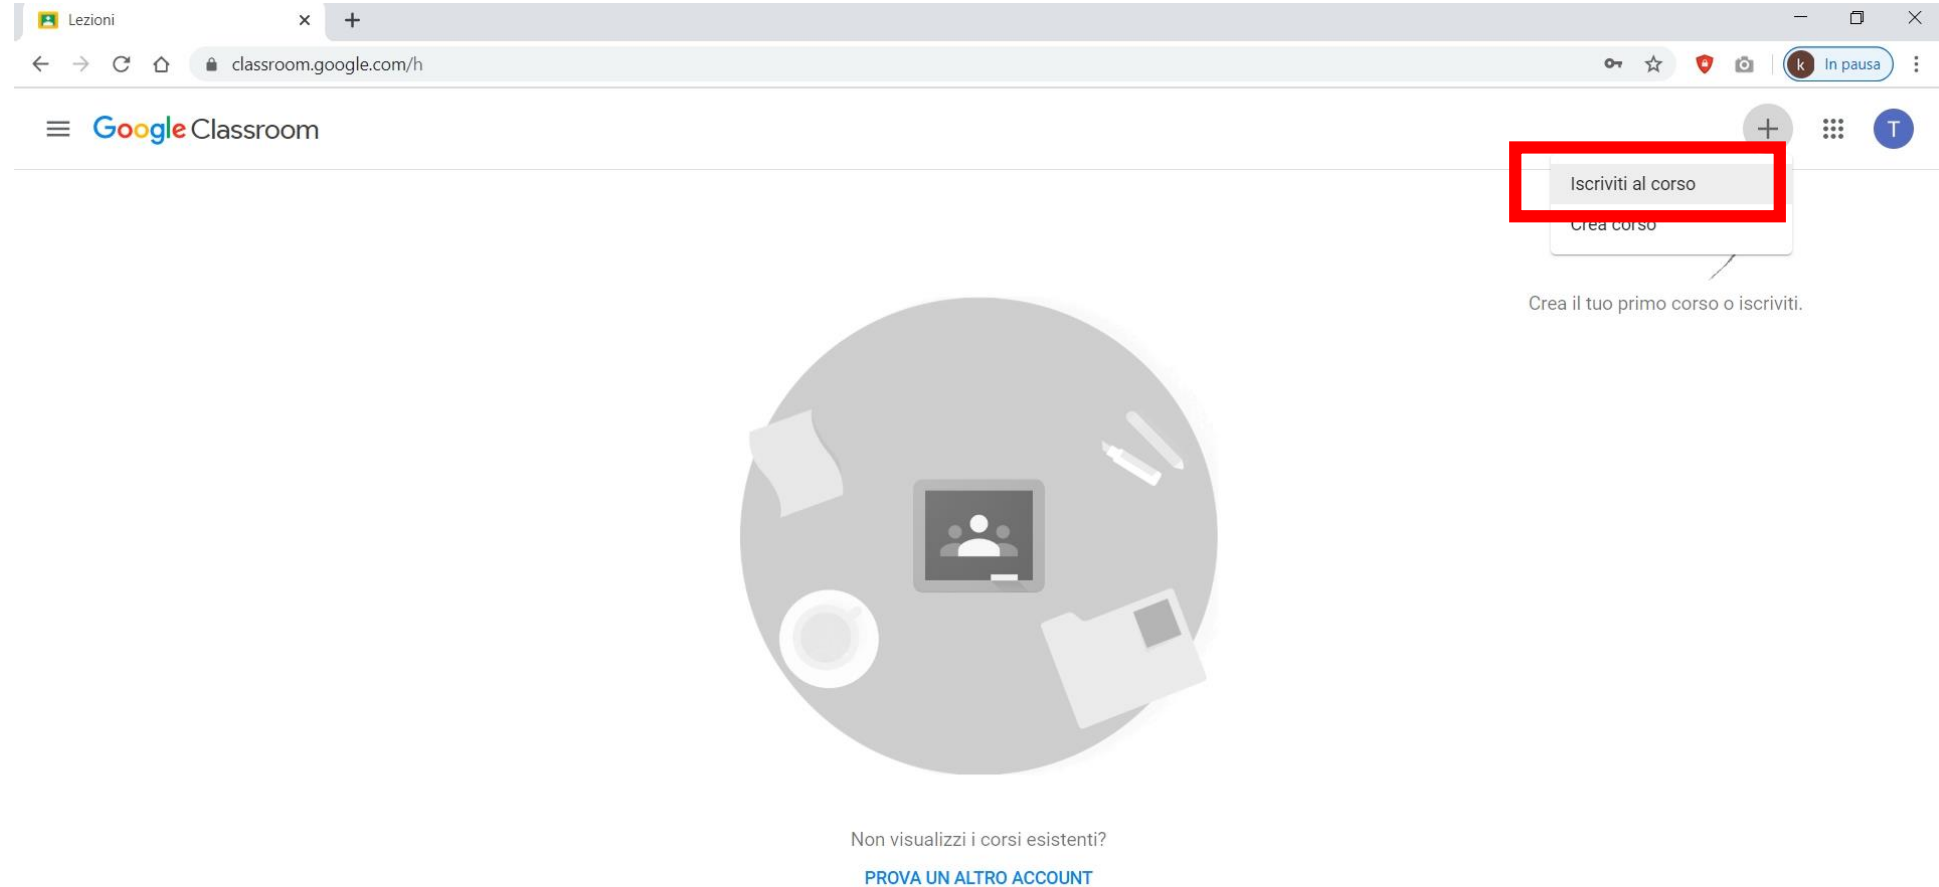 Lezioni
classroom.google.com/h
k In pausa
Google Classroom
T
Iscriviti al corso
Crea corso
Crea il tuo primo corso o iscriviti.
Non visualizzi i corsi esistenti?
PROVA UN ALTRO ACCOUNT